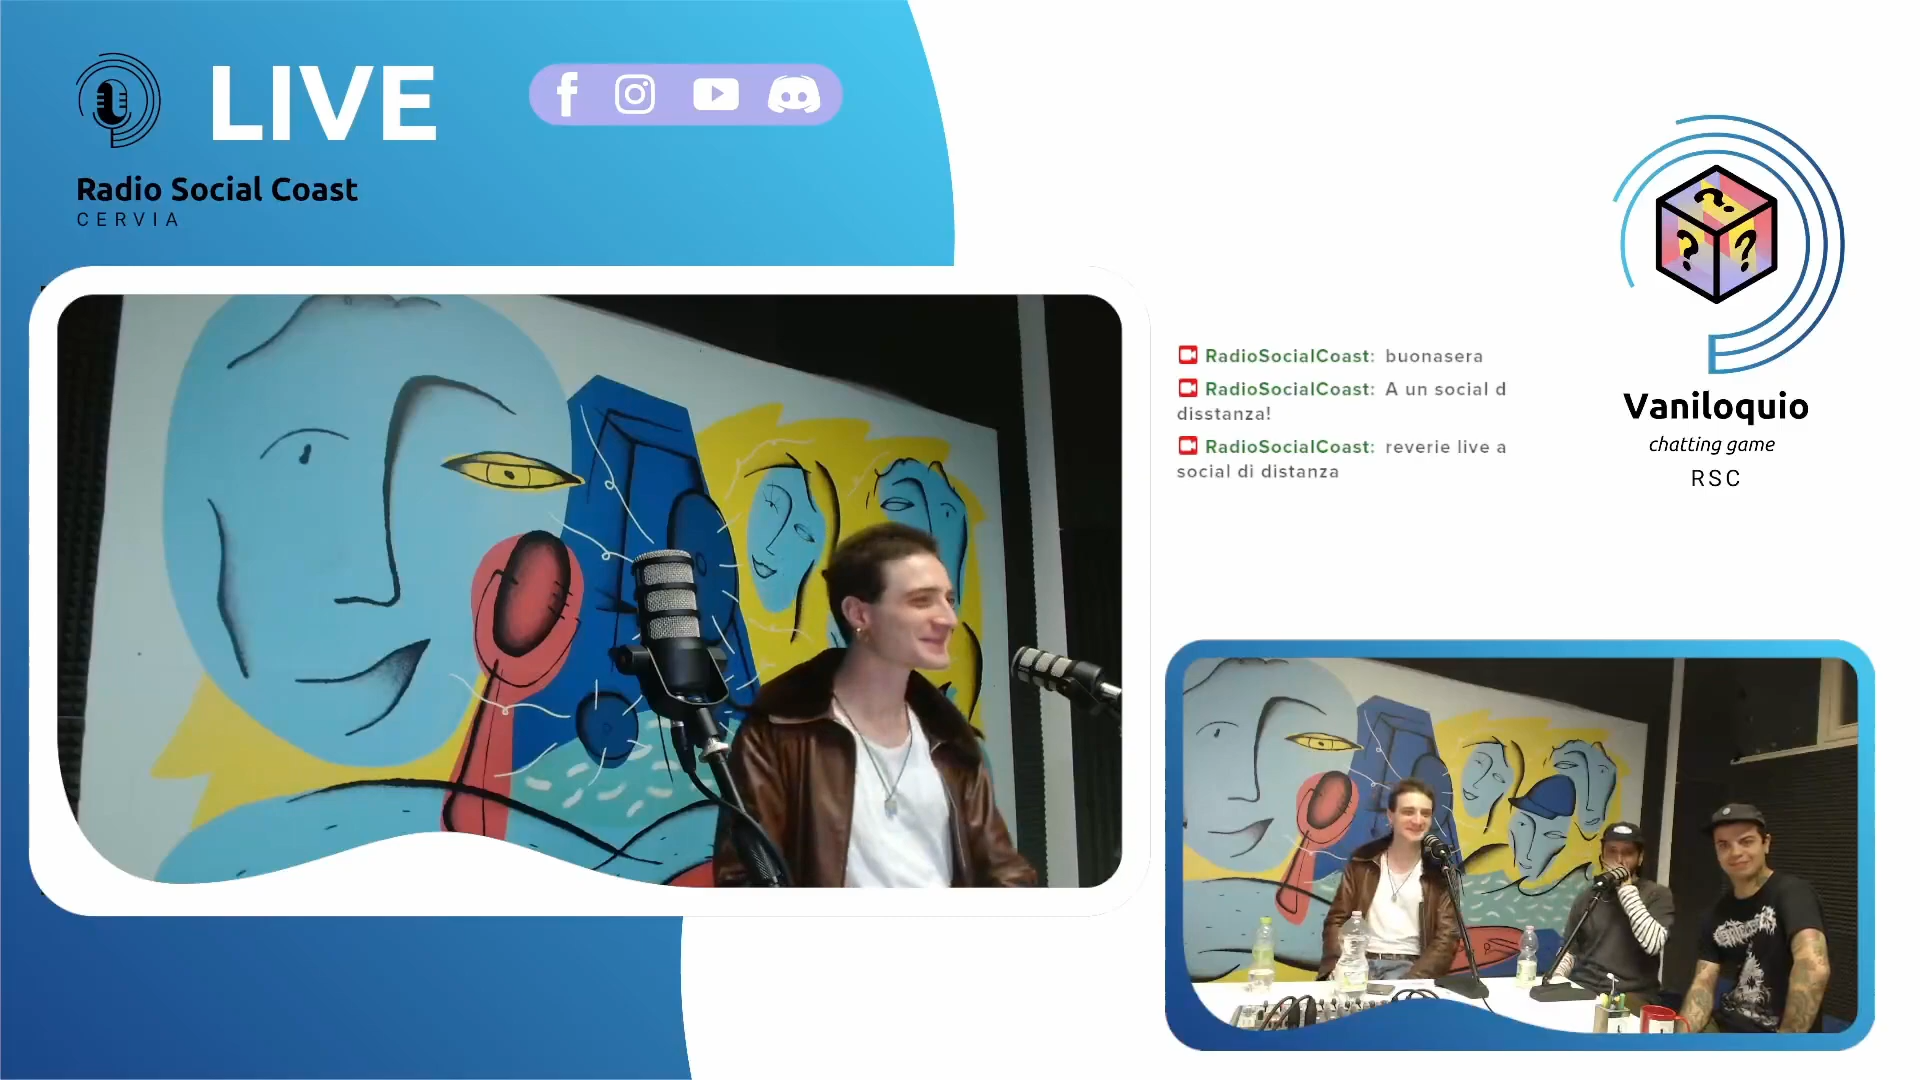 LIVE
Radio Social Coast
CERVIA
RadioSocialCoast: buonasera
RadioSocialCoast: A un social d
disstanza!
RadioSocialCoast: reverie live a
social di distanza
Vaniloquio
chatting game
RSC
? ? ?